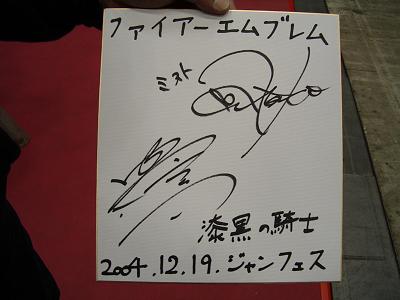 ファイアーエムブレム
ミスト
漆黒の騎士
2004.12.19.ジャンフェス